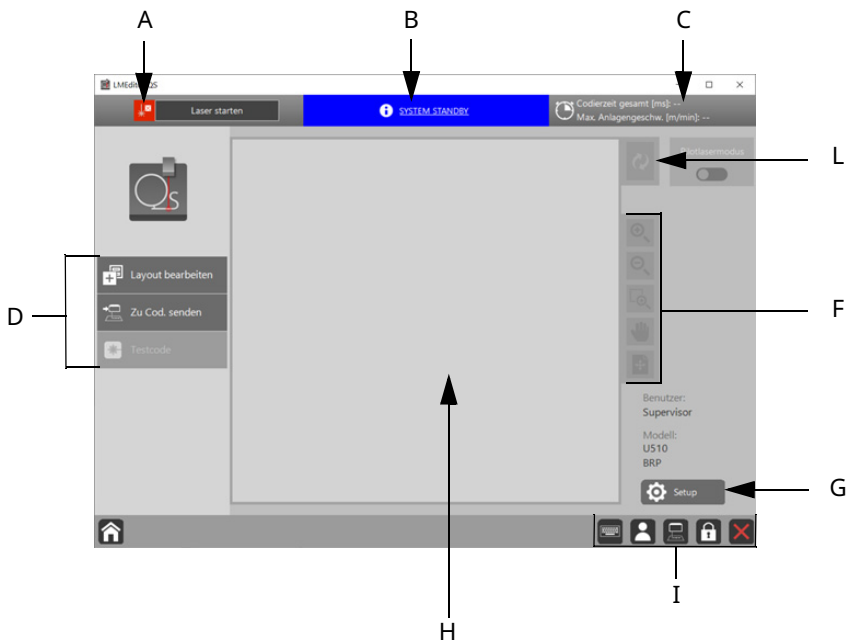 A
B
C
LMEditor QS
Laser starten
SYSTEM STANDBY
Codierzeit gesamt [ms]: --
Max. Anlagengeschw. [m/min]: --
L
QS
Layout bearbeiten
D
Zu Cod. senden
F
Testcode
Benutzer:
Supervisor
Modell:
U510
BRP
G
Setup
I
H